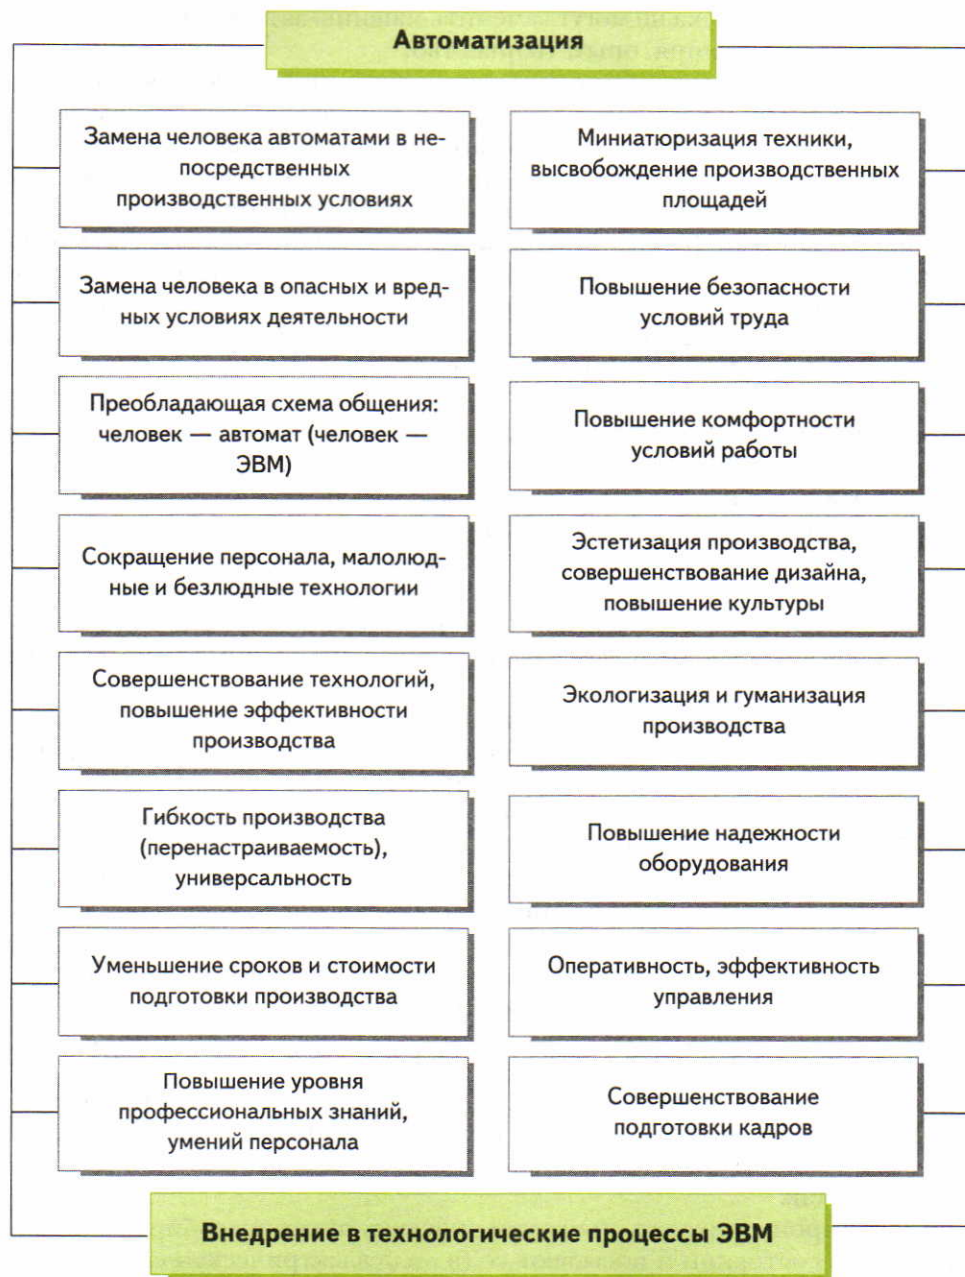 Автоматизация
Замена человека автоматами в не-
посредственных
производственных условиях
Миниатюризация техники,
высвобождение производственных
площадей
Замена человека в опасных и вред-
ных условиях деятельности
Повышение безопасности
условий труда
Преобладающая схема общения:
человек — автомат (человек —
ЭВМ)
Повышение комфортности
условий работы
Сокращение персонала, малолюд-
ные и безлюдные технологии
Эстетизация производства,
совершенствование дизайна,
повышение культуры
Совершенствование технологий,
повышение эффективности
производства
Экологизация и гуманизация
производства
Гибкость производства
(перенастраиваемость),
универсальность
Повышение надежности
оборудования
Уменьшение сроков и стоимости
подготовки производства
Оперативность, эффективность
управления
Повышение уровня
профессиональных знаний,
умений персонала
Совершенствование
подготовки кадров
Внедрение в технологические процессы ЭВМ